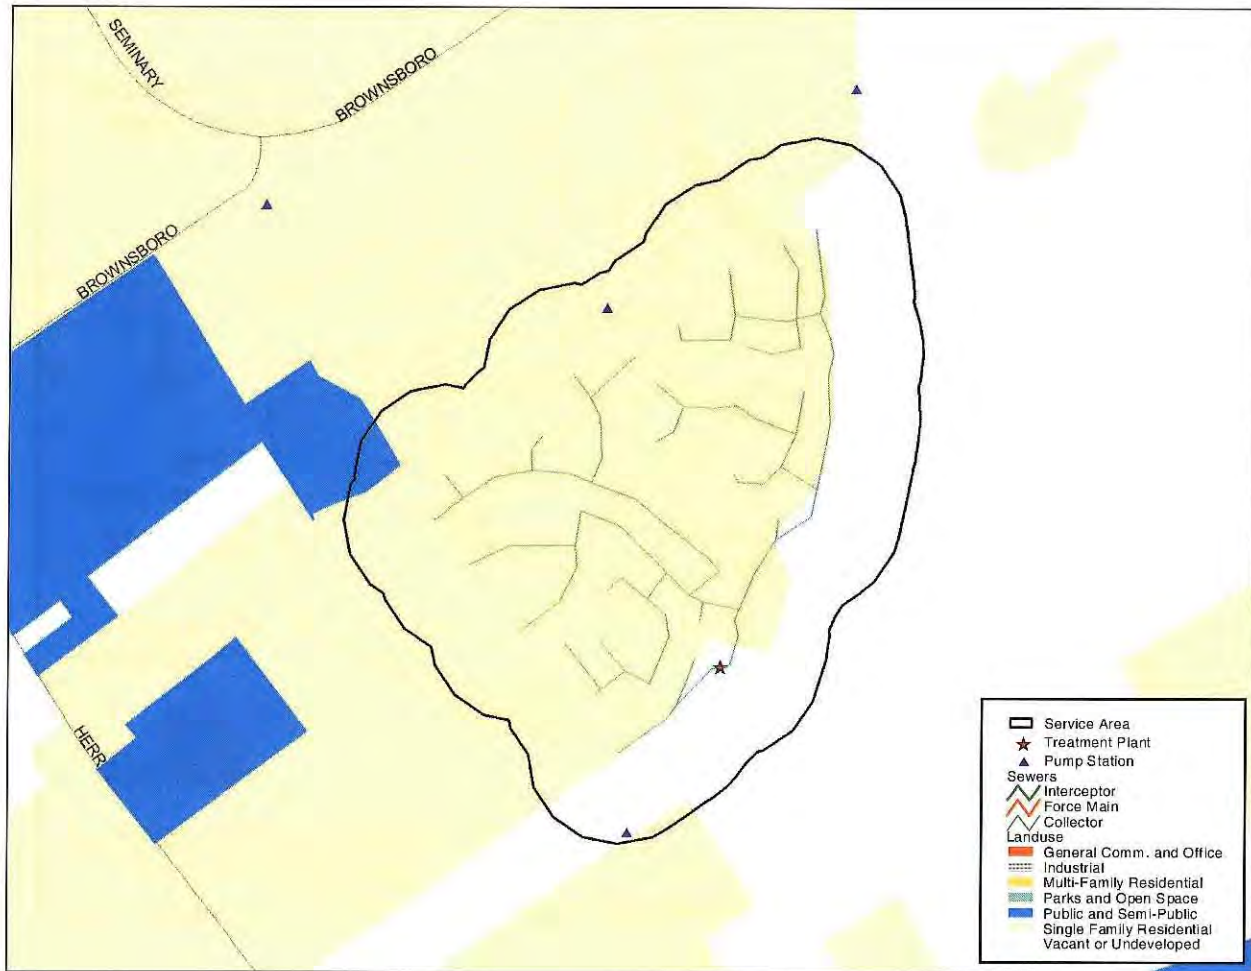 SEMINARY
BROWNSBORO
BROWNSBORO
HERR
Service Area
Treatment Plant
Pump Station
Sewers
Interceptor
Force Main
Collector
Landuse
General Comm. and Office
Industrial
Multi-Family Residential
Parks and Open Space
Public and Semi-Public
Single Family Residential
Vacant or Undeveloped